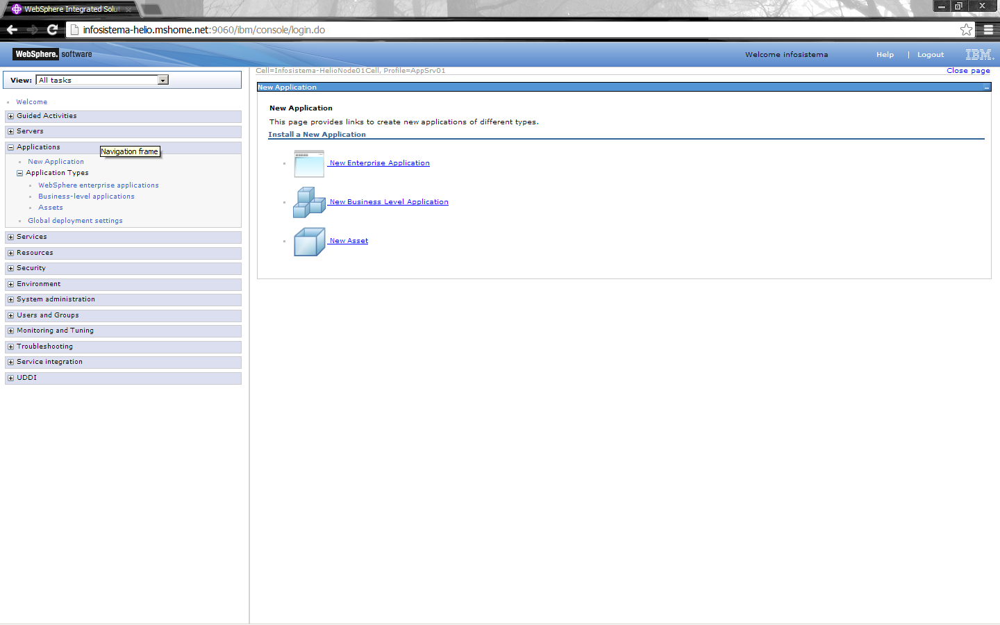 WebSphere Integrated Solut
infosistema-helio.mshome.net:9060/ibm/console/login.do
WebSphere. software
Welcome infosistema
Help | Logout
IBM.
View: All tasks
Cell=Infosistema-HelioNode01Cell, Profile=AppSrv01
Close page
Welcome
Guided Activities
Servers
Applications
Navigation frame
New Application
Application Types
WebSphere enterprise applications
Business-level applications
Assets
Global deployment settings
Services
Resources
Security
Environment
System administration
Users and Groups
Monitoring and Tuning
Troubleshooting
Service integration
UDDI
New Application
New Application
This page provides links to create new applications of different types.
Install a New Application
New Enterprise Application
New Business Level Application
New Asset